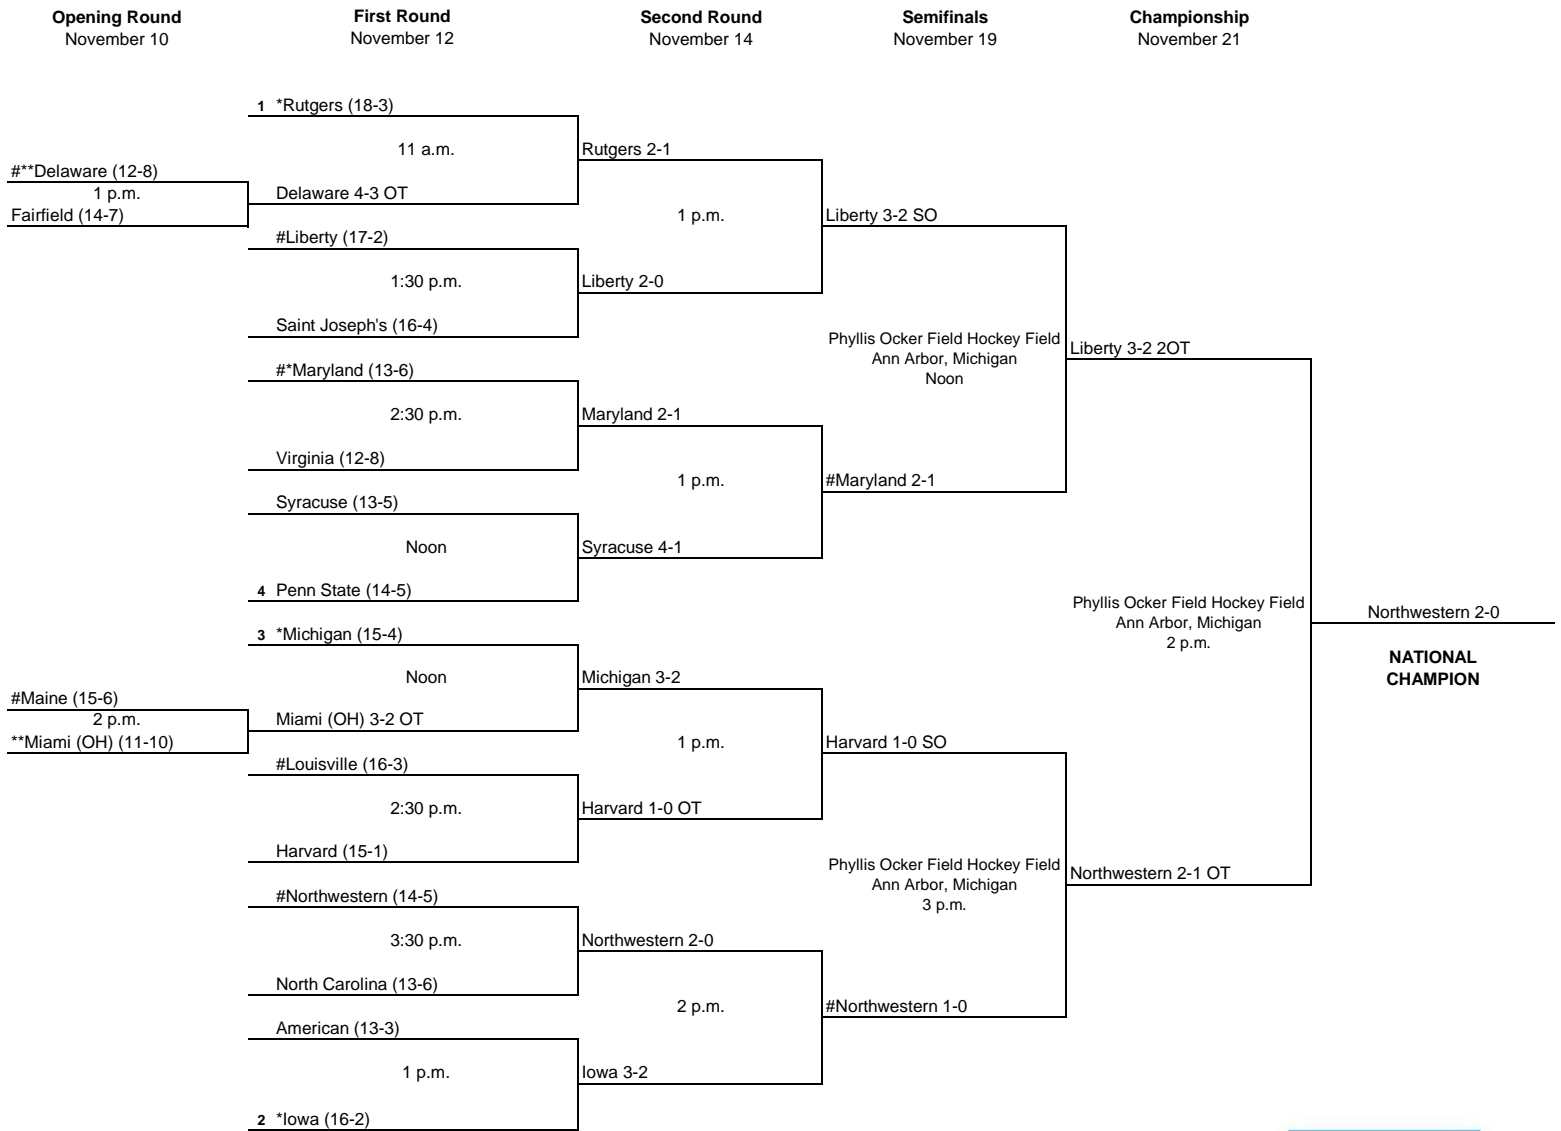 Opening Round
November 10
First Round
November 12
Second Round
November 14
Semifinals
November 19
Championship
November 21
1 *Rutgers (18-3)
11 a.m.
Rutgers 2-1
#**Delaware (12-8)
1 p.m.
Delaware 4-3 OT
Fairfield (14-7)
1 p.m.
Liberty 3-2 SO
#Liberty (17-2)
1:30 p.m.
Liberty 2-0
Saint Joseph's (16-4)
Phyllis Ocker Field Hockey Field
Ann Arbor, Michigan
Noon
Liberty 3-2 2OT
#*Maryland (13-6)
2:30 p.m.
Maryland 2-1
Virginia (12-8)
1 p.m.
#Maryland 2-1
Syracuse (13-5)
Noon
Syracuse 4-1
4 Penn State (14-5)
Phyllis Ocker Field Hockey Field
Ann Arbor, Michigan
2 p.m.
Northwestern 2-0
NATIONAL
CHAMPION
3 *Michigan (15-4)
Noon
Michigan 3-2
#Maine (15-6)
2 p.m.
Miami (OH) 3-2 OT
**Miami (OH) (11-10)
1 p.m.
Harvard 1-0 SO
#Louisville (16-3)
2:30 p.m.
Harvard 1-0 OT
Harvard (15-1)
Phyllis Ocker Field Hockey Field
Ann Arbor, Michigan
3 p.m.
Northwestern 2-1 OT
#Northwestern (14-5)
3:30 p.m.
Northwestern 2-0
North Carolina (13-6)
2 p.m.
#Northwestern 1-0
American (13-3)
1 p.m.
Iowa 3-2
2 *Iowa (16-2)